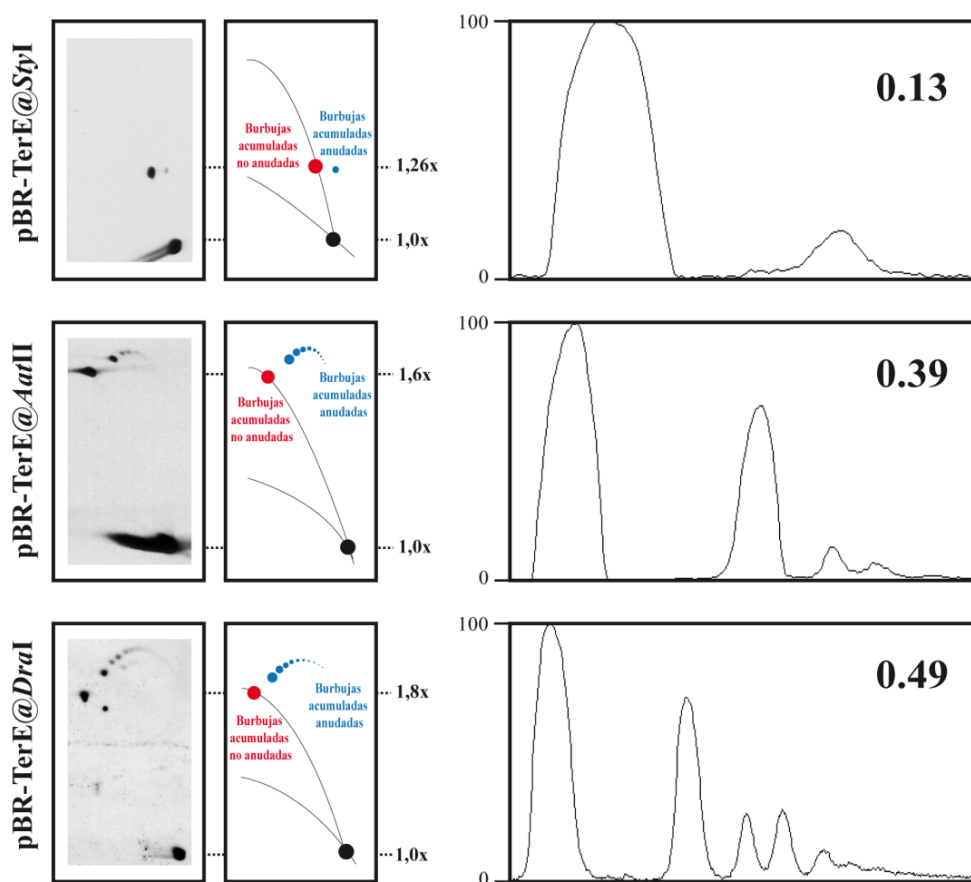 pBR-TerE@StyI
Burbujas
acumuladas
no anudadas
Burbujas
acumuladas
anudadas
1,26x
1,0x
100
0
0.13
pBR-TerE@AatII
Burbujas
acumuladas
no anudadas
Burbujas
acumuladas
anudadas
1,6x
1,0x
100
0
0.39
pBR-TerE@DraI
Burbujas
acumuladas
no anudadas
Burbujas
acumuladas
anudadas
1,8x
1,0x
100
0
0.49